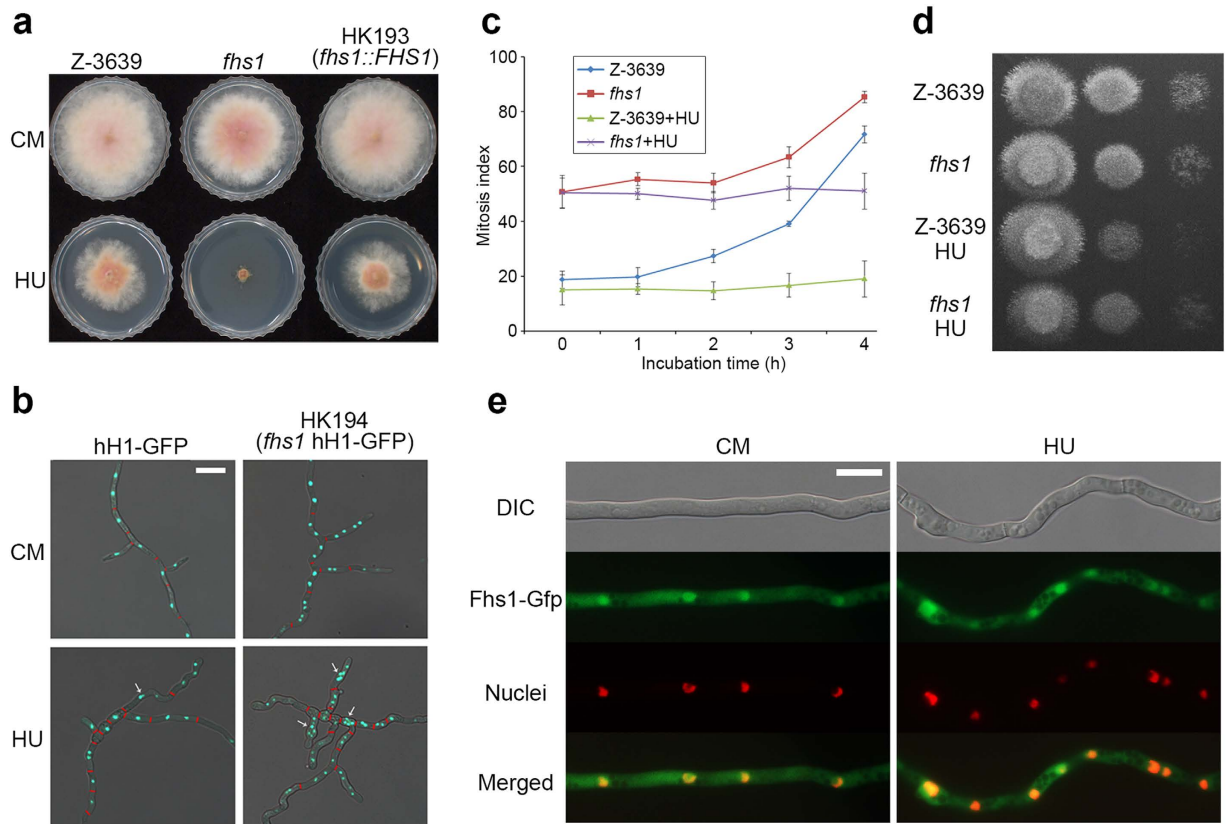 a
Z-3639
fhs1
HK193
(fhs1::FHS1)
CM
HU
b
hH1-GFP
HK194
(fhs1 hH1-GFP)
CM
HU
c
Z-3639
fhs1
Z-3639+HU
fhs1+HU
Mitosis index
100
80
60
40
20
0
0 1 2 3 4
Incubation time (h)
d
Z-3639
fhs1
Z-3639
HU
fhs1
HU
e
CM
HU
DIC
Fhs1-Gfp
Nuclei
Merged